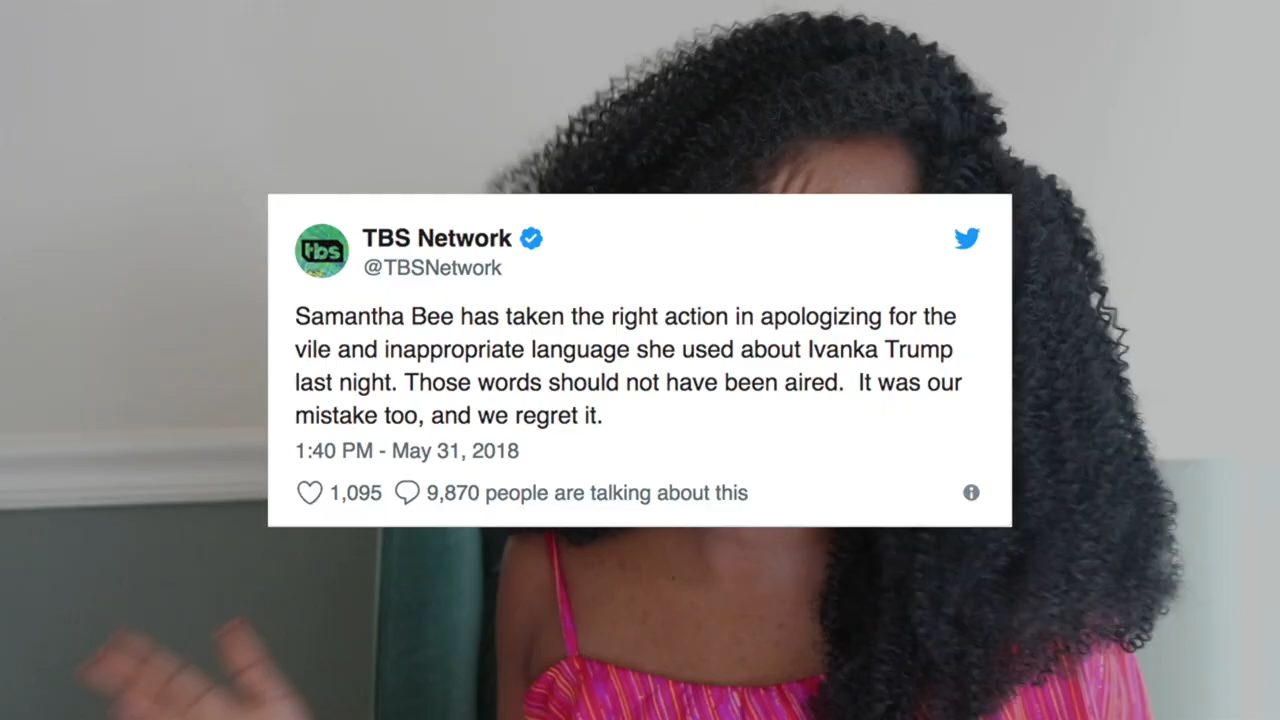 tbs
TBS Network
@TBSNetwork
Samantha Bee has taken the right action in apologizing for the
vile and inappropriate language she used about Ivanka Trump
last night. Those words should not have been aired.  It was our
mistake too, and we regret it.
1:40 PM - May 31, 2018
1,095 9,870 people are talking about this